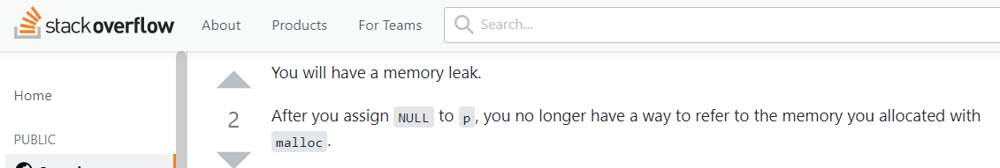 stack overflow About Products For Teams Search...
You will have a memory leak.
Home
After you assign NULL to p, you no longer have a way to refer to the memory you allocated with
2
PUBLIC
malloc.